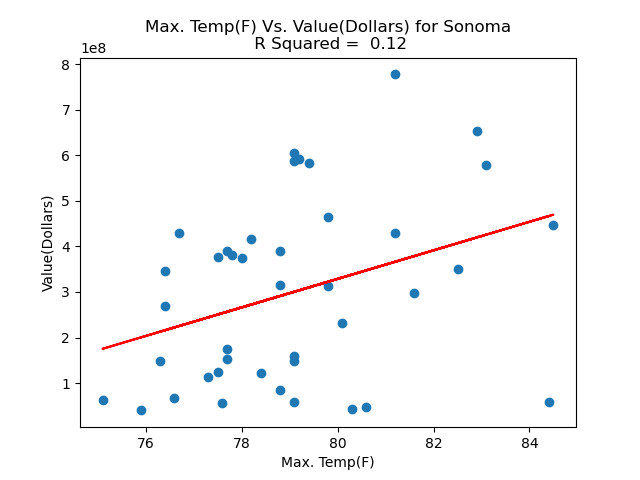 Max. Temp(F) Vs. Value(Dollars) for Sonoma
R Squared =  0.12
1e8
8
7
6
5
4
3
2
1
Value(Dollars)
76 78 80 82 84
Max. Temp(F)